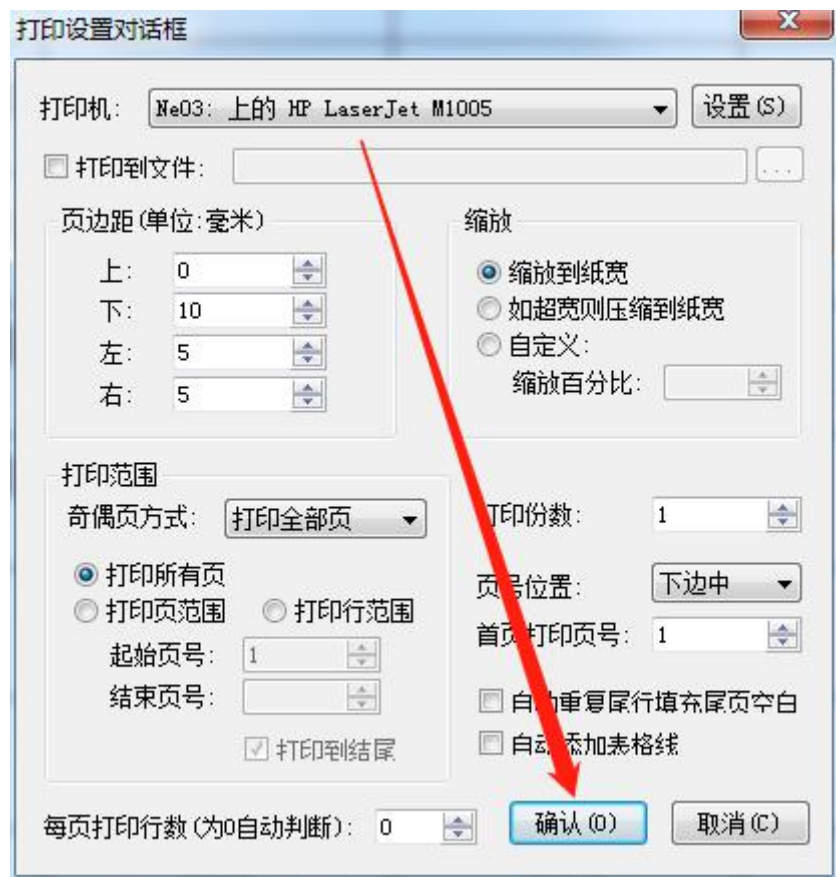 打印设置对话框
打印机: Ne03: 上的 HP LaserJet M1005 设置(S)
打印到文件: ...
页边距(单位:毫米) 缩放
上: 0 缩放到纸宽
下: 10 如超宽则压缩到纸宽
左: 5 自定义:
缩放百分比:
右: 5
打印范围
奇偶页方式: 打印全部页 打印份数: 1
打印所有页 页号位置: 下边中
打印页范围 打印行范围
首页打印页号: 1
起始页号: 1
结束页号: 自动重复尾行填充尾页空白
打印到结尾 自动添加表格线
每页打印行数(为0自动判断): 0 确认(O) 取消(C)